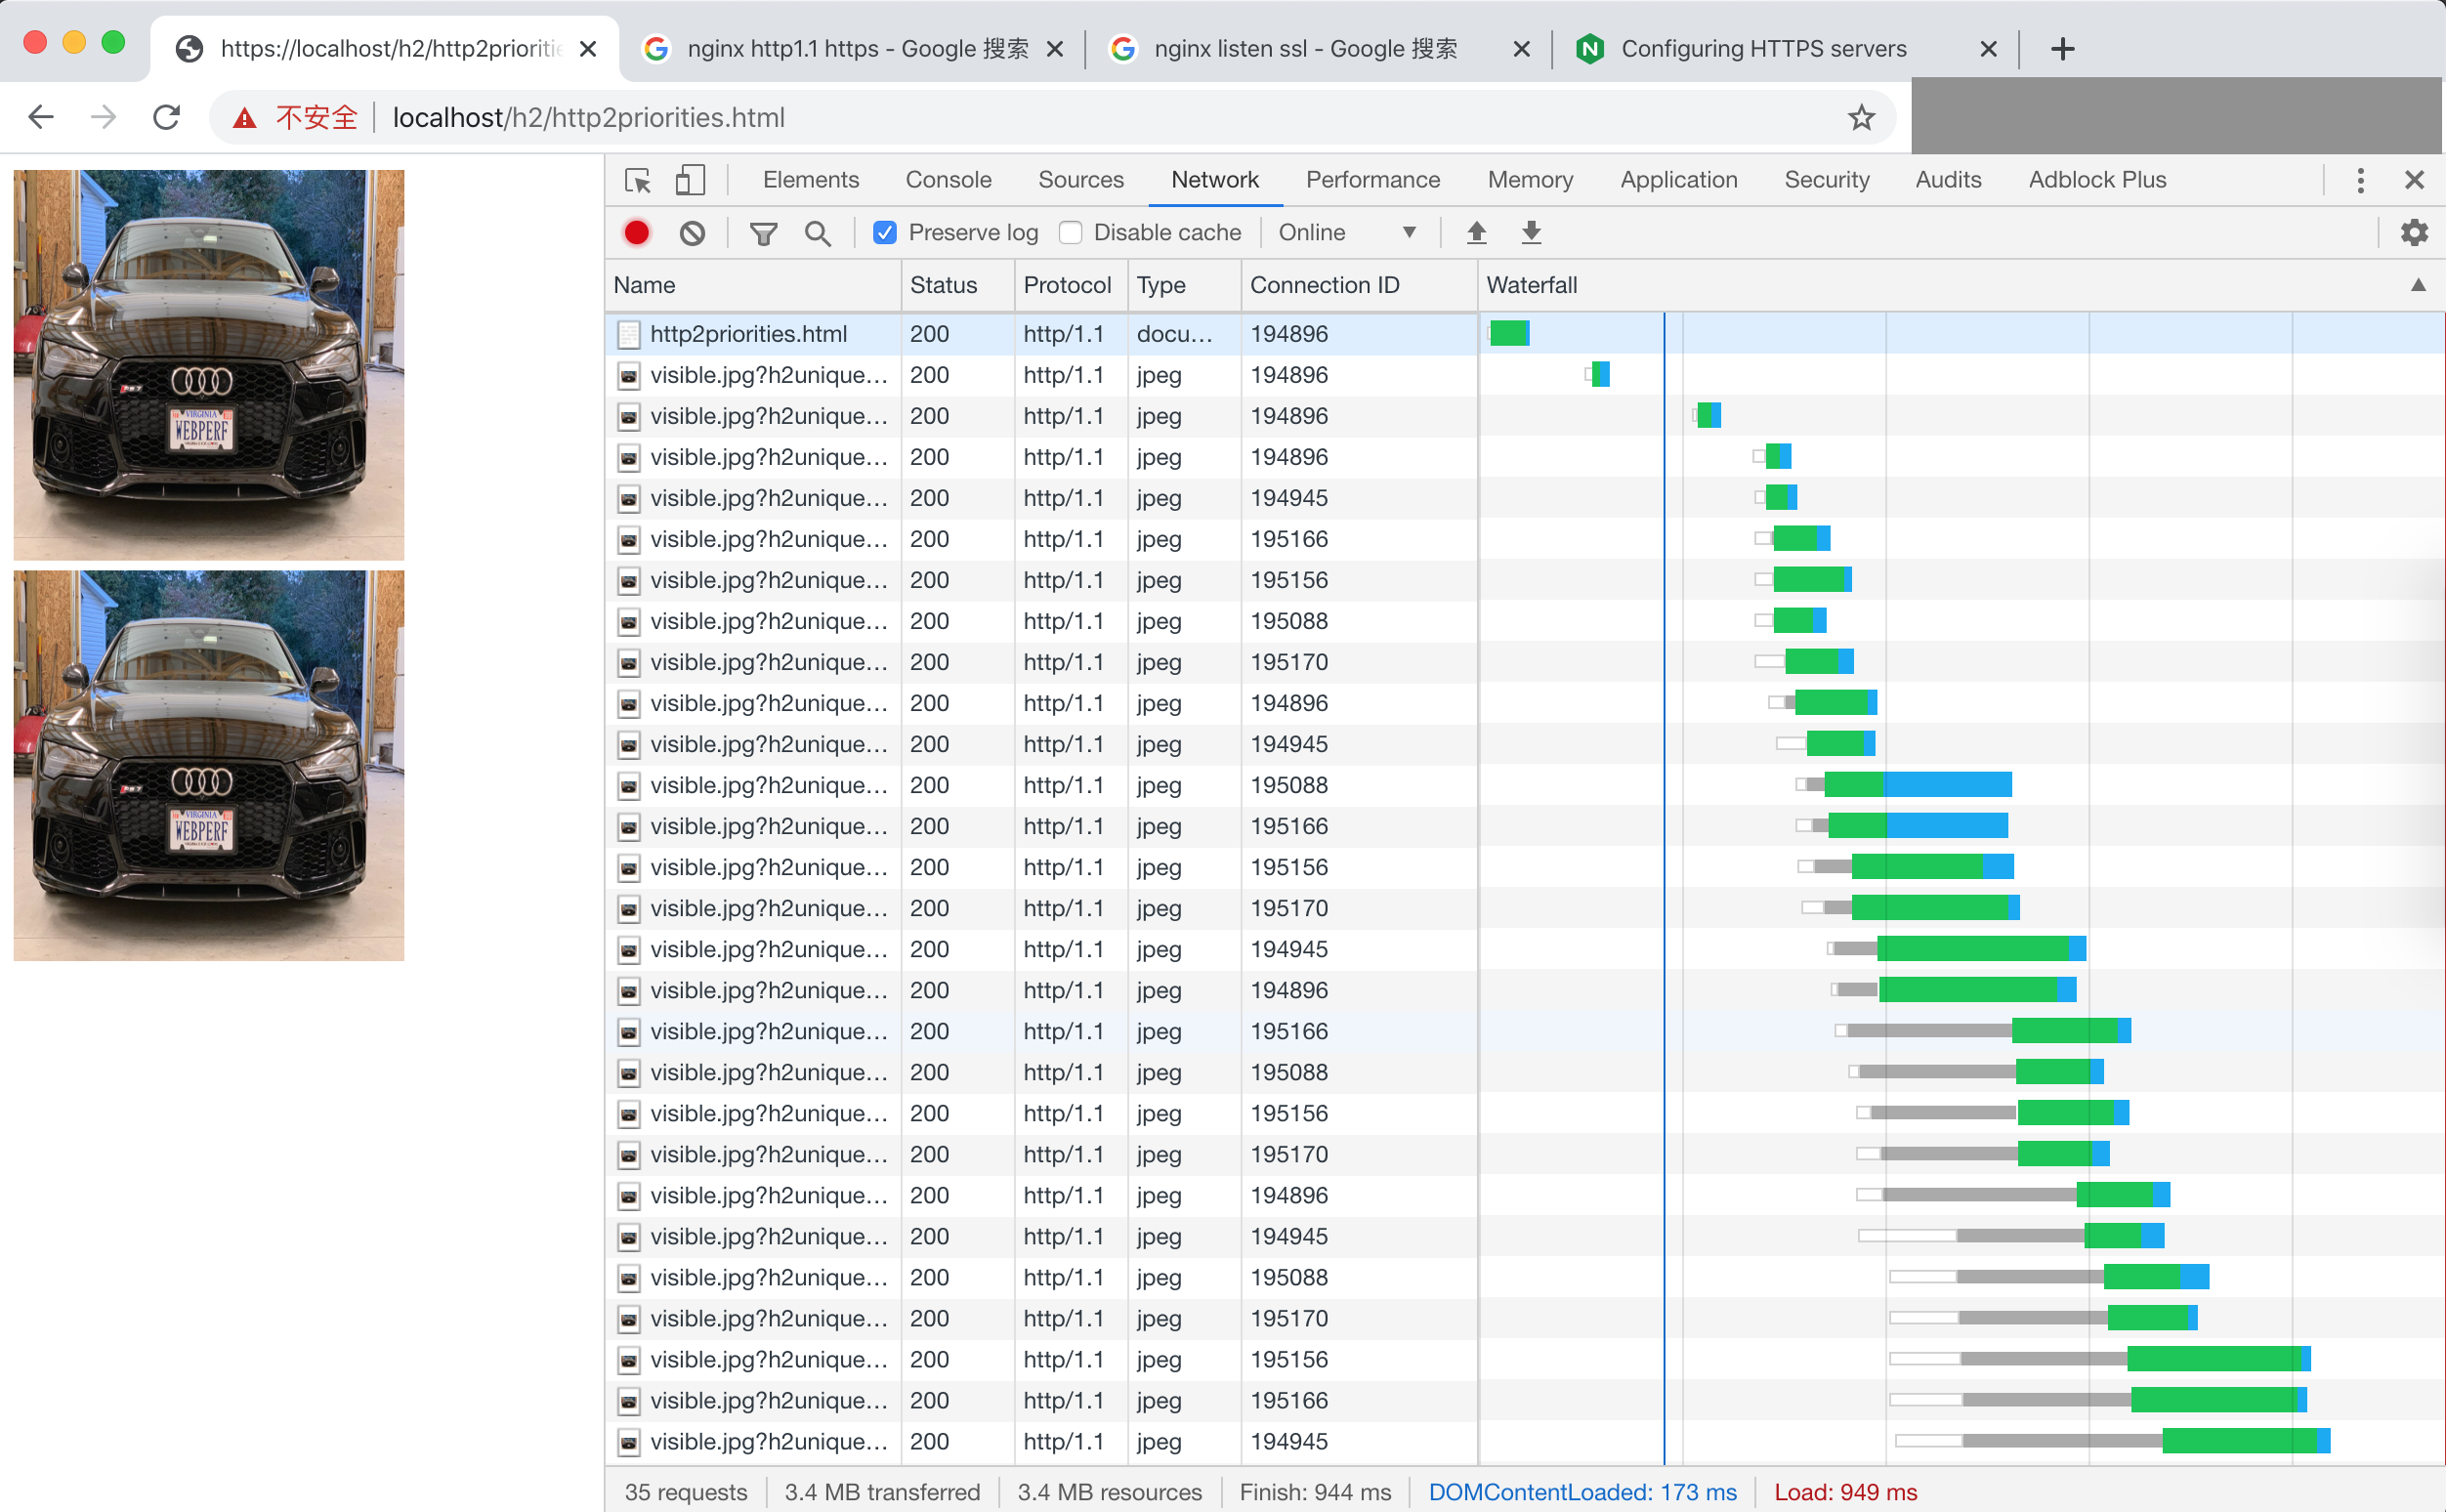 https://localhost/h2/http2prioritie
nginx http1.1 https - Google 搜索
nginx listen ssl - Google 搜索
Configuring HTTPS servers
不安全
localhost/h2/http2priorities.html
VIRGINIA
WEBPERF
VIRGINIA
WEBPERF
Elements Console Sources Network Performance Memory Application Security Audits Adblock Plus
Preserve log Disable cache Online
Name Status Protocol Type Connection ID Waterfall
http2priorities.html 200 http/1.1 docu… 194896
visible.jpg?h2unique… 200 http/1.1 jpeg 194896
visible.jpg?h2unique… 200 http/1.1 jpeg 194896
visible.jpg?h2unique… 200 http/1.1 jpeg 194896
visible.jpg?h2unique… 200 http/1.1 jpeg 194945
visible.jpg?h2unique… 200 http/1.1 jpeg 195166
visible.jpg?h2unique… 200 http/1.1 jpeg 195156
visible.jpg?h2unique… 200 http/1.1 jpeg 195088
visible.jpg?h2unique… 200 http/1.1 jpeg 195170
visible.jpg?h2unique… 200 http/1.1 jpeg 194896
visible.jpg?h2unique… 200 http/1.1 jpeg 194945
visible.jpg?h2unique… 200 http/1.1 jpeg 195088
visible.jpg?h2unique… 200 http/1.1 jpeg 195166
visible.jpg?h2unique… 200 http/1.1 jpeg 195156
visible.jpg?h2unique… 200 http/1.1 jpeg 195170
visible.jpg?h2unique… 200 http/1.1 jpeg 194945
visible.jpg?h2unique… 200 http/1.1 jpeg 194896
visible.jpg?h2unique… 200 http/1.1 jpeg 195166
visible.jpg?h2unique… 200 http/1.1 jpeg 195088
visible.jpg?h2unique… 200 http/1.1 jpeg 195156
visible.jpg?h2unique… 200 http/1.1 jpeg 195170
visible.jpg?h2unique… 200 http/1.1 jpeg 194896
visible.jpg?h2unique… 200 http/1.1 jpeg 194945
visible.jpg?h2unique… 200 http/1.1 jpeg 195088
visible.jpg?h2unique… 200 http/1.1 jpeg 195170
visible.jpg?h2unique… 200 http/1.1 jpeg 195156
visible.jpg?h2unique… 200 http/1.1 jpeg 195166
visible.jpg?h2unique… 200 http/1.1 jpeg 194945
35 requests 3.4 MB transferred 3.4 MB resources Finish: 944 ms DOMContentLoaded: 173 ms Load: 949 ms